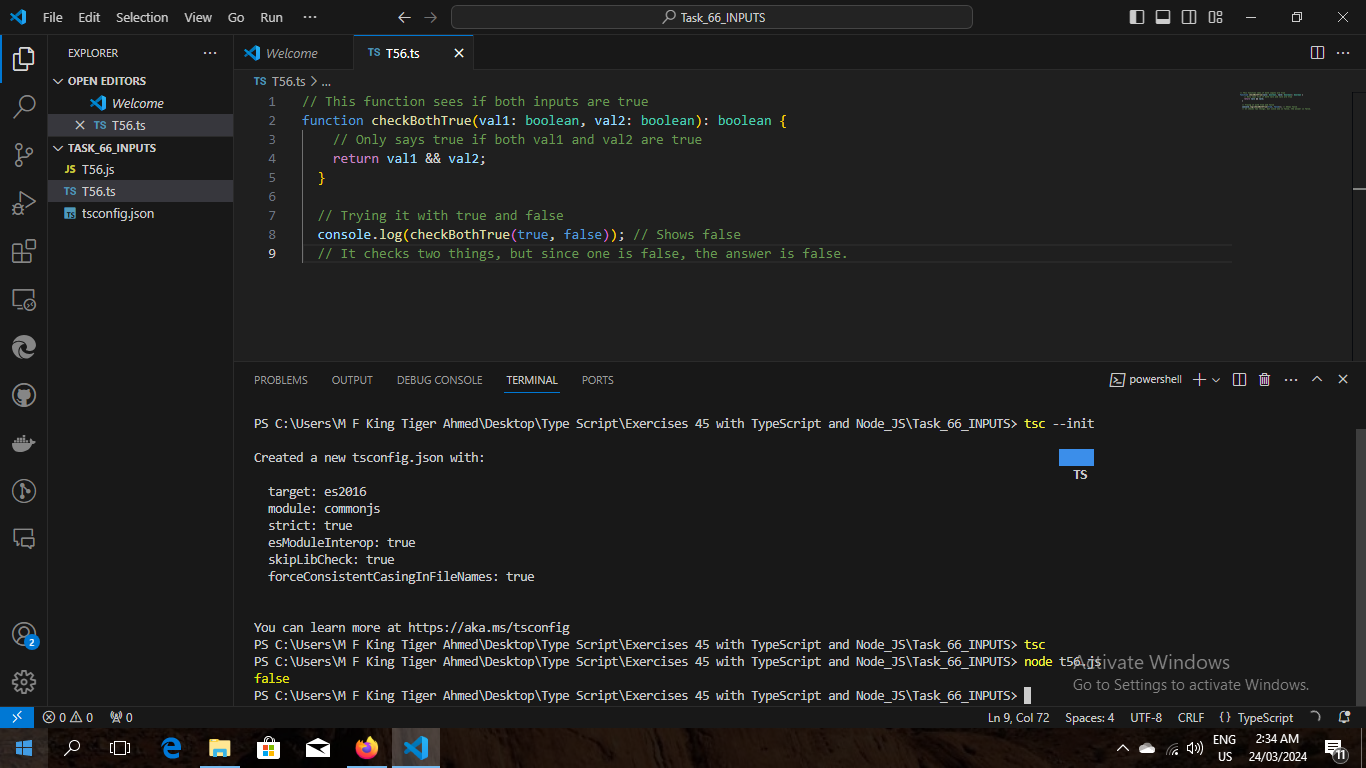 File Edit Selection View Go Run ··· Task_66_INPUTS
EXPLORER ···
OPEN EDITORS
Welcome
TS T56.ts
TASK_66_INPUTS
JS T56.js
TS T56.ts
TS tsconfig.json
2
Welcome TS T56.ts
TS T56.ts > ...
1 // This function sees if both inputs are true
2 function checkBothTrue(val1: boolean, val2: boolean): boolean {
3 // Only says true if both val1 and val2 are true
4 return val1 && val2;
5 }
6
7 // Trying it with true and false
8 console.log(checkBothTrue(true, false)); // Shows false
9 // It checks two things, but since one is false, the answer is false.
PROBLEMS OUTPUT DEBUG CONSOLE TERMINAL PORTS powershell
PS C:\Users\M F King Tiger Ahmed\Desktop\Type Script\Exercises 45 with TypeScript and Node_JS\Task_66_INPUTS> tsc --init
Created a new tsconfig.json with:
TS
target: es2016
module: commonjs
strict: true
esModuleInterop: true
skipLibCheck: true
forceConsistentCasingInFileNames: true
You can learn more at https://aka.ms/tsconfig
PS C:\Users\M F King Tiger Ahmed\Desktop\Type Script\Exercises 45 with TypeScript and Node_JS\Task_66_INPUTS> tsc
PS C:\Users\M F King Tiger Ahmed\Desktop\Type Script\Exercises 45 with TypeScript and Node_JS\Task_66_INPUTS> node t56.js
false
PS C:\Users\M F King Tiger Ahmed\Desktop\Type Script\Exercises 45 with TypeScript and Node_JS\Task_66_INPUTS>
Activate Windows
Go to Settings to activate Windows.
0 0 0 Ln 9, Col 72 Spaces: 4 UTF-8 CRLF {} TypeScript
ENG
US
2:34 AM
24/03/2024
11